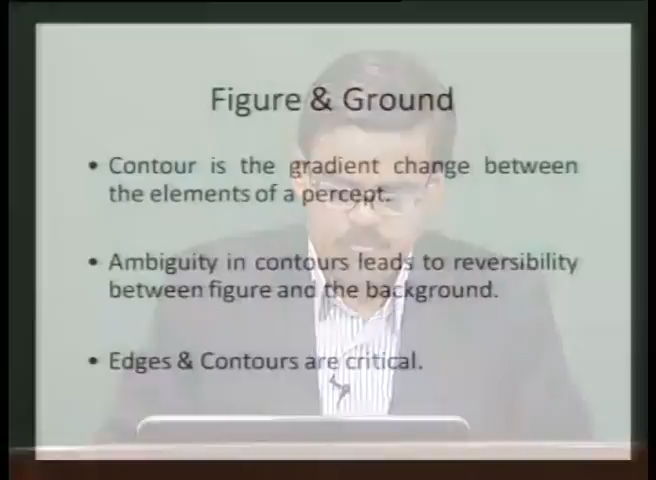 Figure & Ground
• Contour is the gradient change between
the elements of a percept.
• Ambiguity in contours leads to reversibility
between figure and the background.
• Edges & Contours are critical.